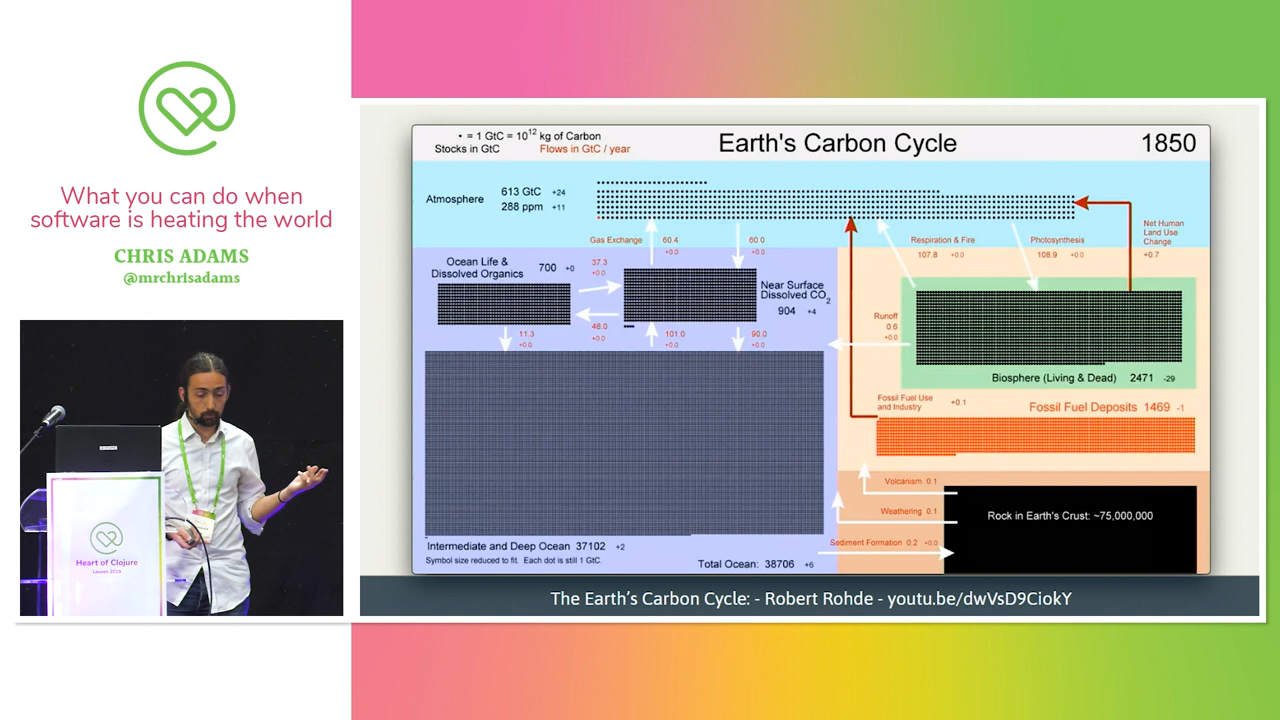 What you can do when
software is heating the world
CHRIS ADAMS
@mrchrisadams
Heart of Clojure
Leuven 2019
• = 1 GtC = 10¹² kg of Carbon
Stocks in GtC Flows in GtC / year
Earth's Carbon Cycle
1850
Atmosphere
613 GtC +24
288 ppm +11
Gas Exchange 60.4 +0.0
60.0 +0.0
Respiration & Fire
107.8 +0.0
Photosynthesis
108.9 +0.0
Net Human
Land Use
Change
+0.7
Ocean Life &
Dissolved Organics
700 +0
37.3
+0.0
48.0
+0.0
Near Surface
Dissolved CO₂
904 +4
11.3
+0.0
101.0
+0.0
90.0
+0.0
Runoff
0.6
+0.0
Biosphere (Living & Dead) 2471 -29
Fossil Fuel Use
and Industry
+0.1
Fossil Fuel Deposits 1469 -1
Volcanism 0.1
Weathering 0.1
Sediment Formation 0.2 +0.0
Rock in Earth's Crust: ~75,000,000
Intermediate and Deep Ocean 37102 +2
Symbol size reduced to fit. Each dot is still 1 GtC.
Total Ocean: 38706 +6
The Earth's Carbon Cycle: - Robert Rohde - youtu.be/dwVsD9CiokY